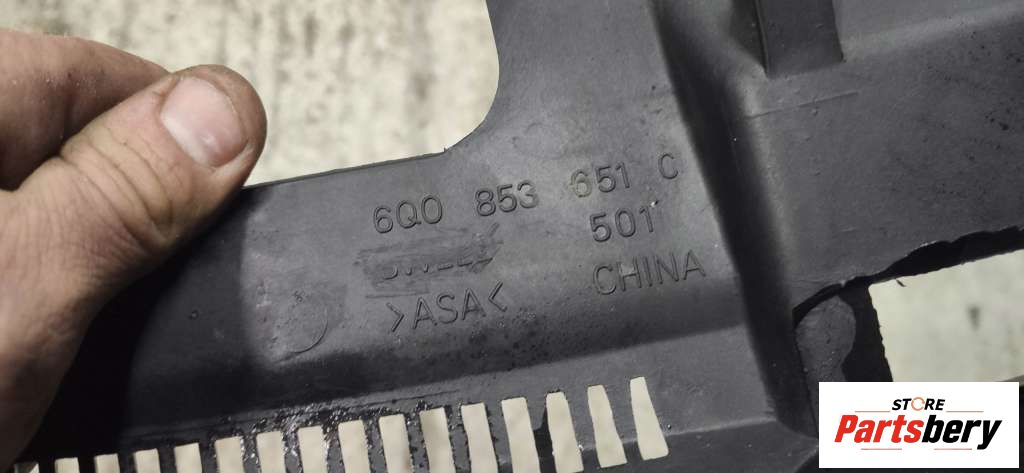 6Q0 853 651 C
501
>ASA<
CHINA
STORE
Partsbery